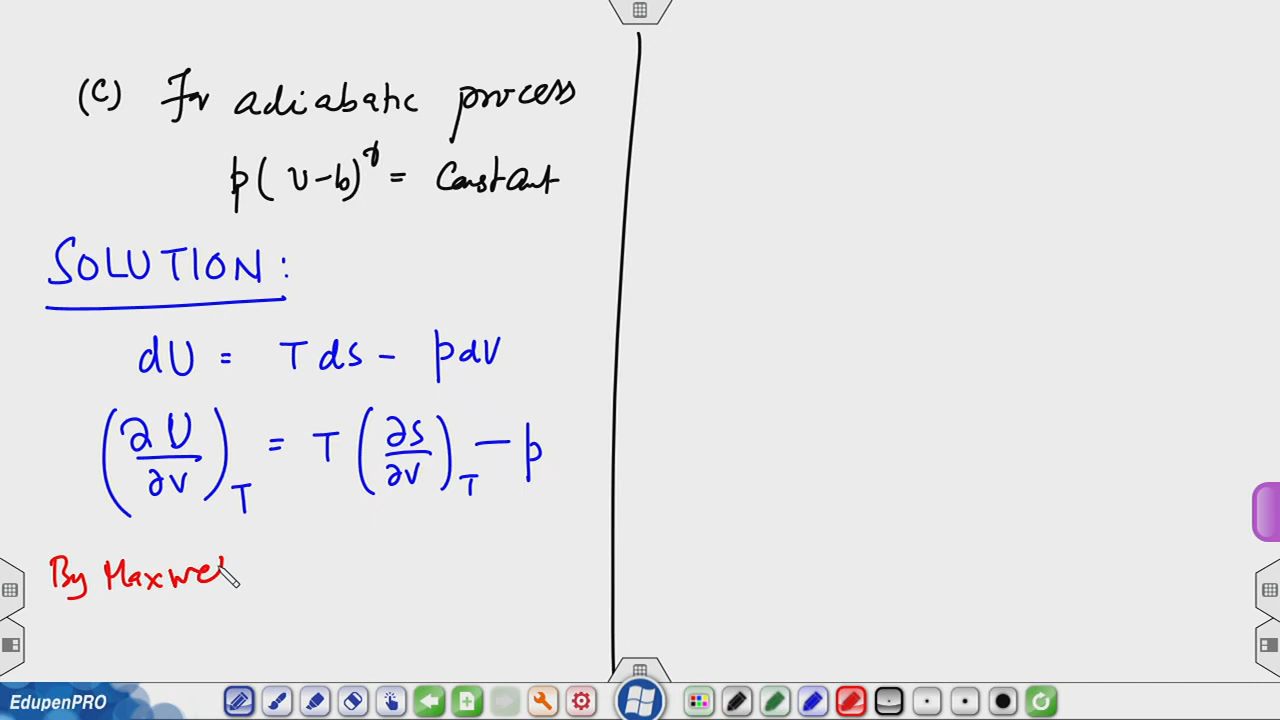 (C) For adiabatic process
p(v-b)^γ = Constant
SOLUTION:
dU = TdS - pdV
(∂U/∂V)_T = T(∂S/∂V)_T - p
By Maxwel
EdupenPRO